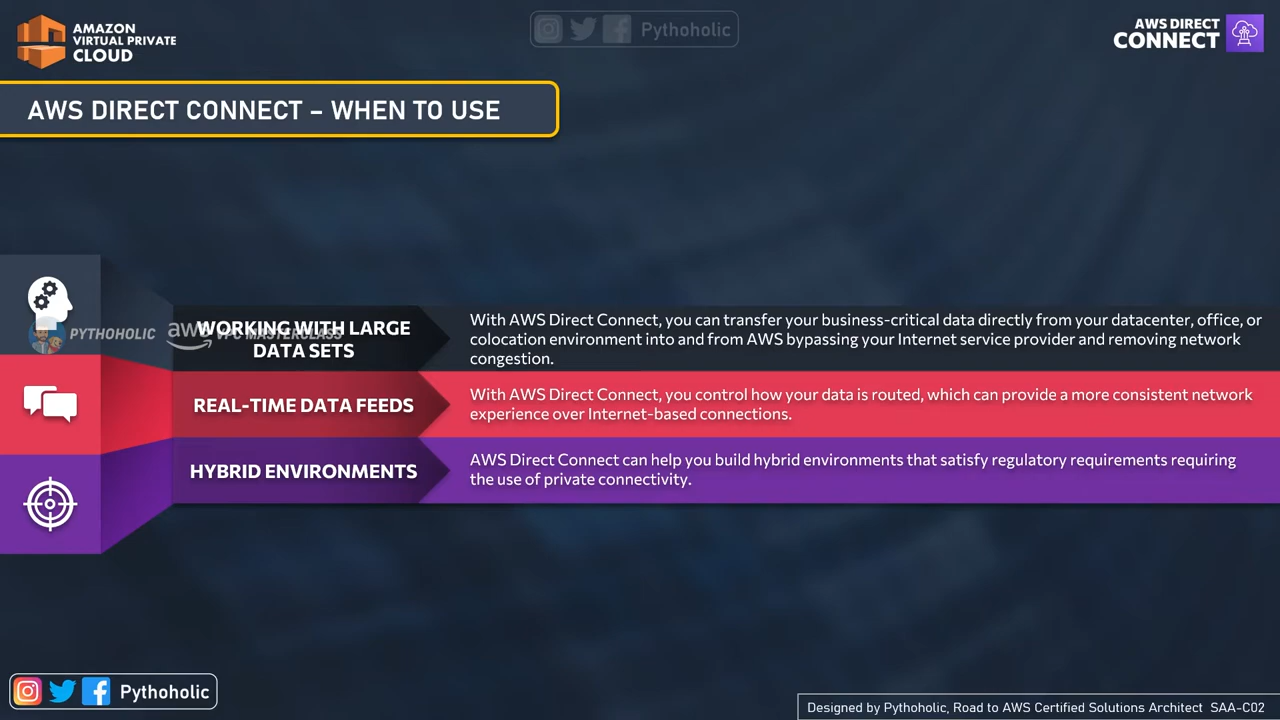 AMAZON
VIRTUAL PRIVATE
CLOUD
Pythoholic
AWS DIRECT
CONNECT
AWS DIRECT CONNECT – WHEN TO USE
PYTHOHOLIC
aws
VPC MASTERCLASS
WORKING WITH LARGE
DATA SETS
With AWS Direct Connect, you can transfer your business-critical data directly from your datacenter, office, or
colocation environment into and from AWS bypassing your Internet service provider and removing network
congestion.
REAL-TIME DATA FEEDS
With AWS Direct Connect, you control how your data is routed, which can provide a more consistent network
experience over Internet-based connections.
HYBRID ENVIRONMENTS
AWS Direct Connect can help you build hybrid environments that satisfy regulatory requirements requiring
the use of private connectivity.
Pythoholic
Designed by Pythoholic, Road to AWS Certified Solutions Architect SAA-C02